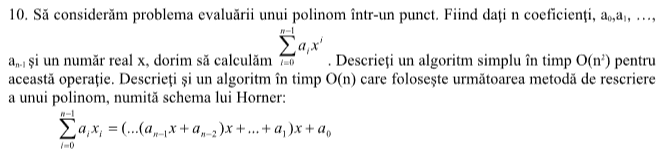 10. Să considerăm problema evaluării unui polinom într-un punct. Fiind dați n coeficienți, a₀,a₁, …,
aₙ₋₁ și un număr real x, dorim să calculăm \sum_{i=0}^{n-1} a_i x^i . Descrieți un algoritm simplu în timp O(n²) pentru
această operație. Descrieți și un algoritm în timp O(n) care folosește următoarea metodă de rescriere
a unui polinom, numită schema lui Horner:
\sum_{i=0}^{n-1} a_i x_i = (...(a_{n-1}x + a_{n-2})x + ... + a_1)x + a_0